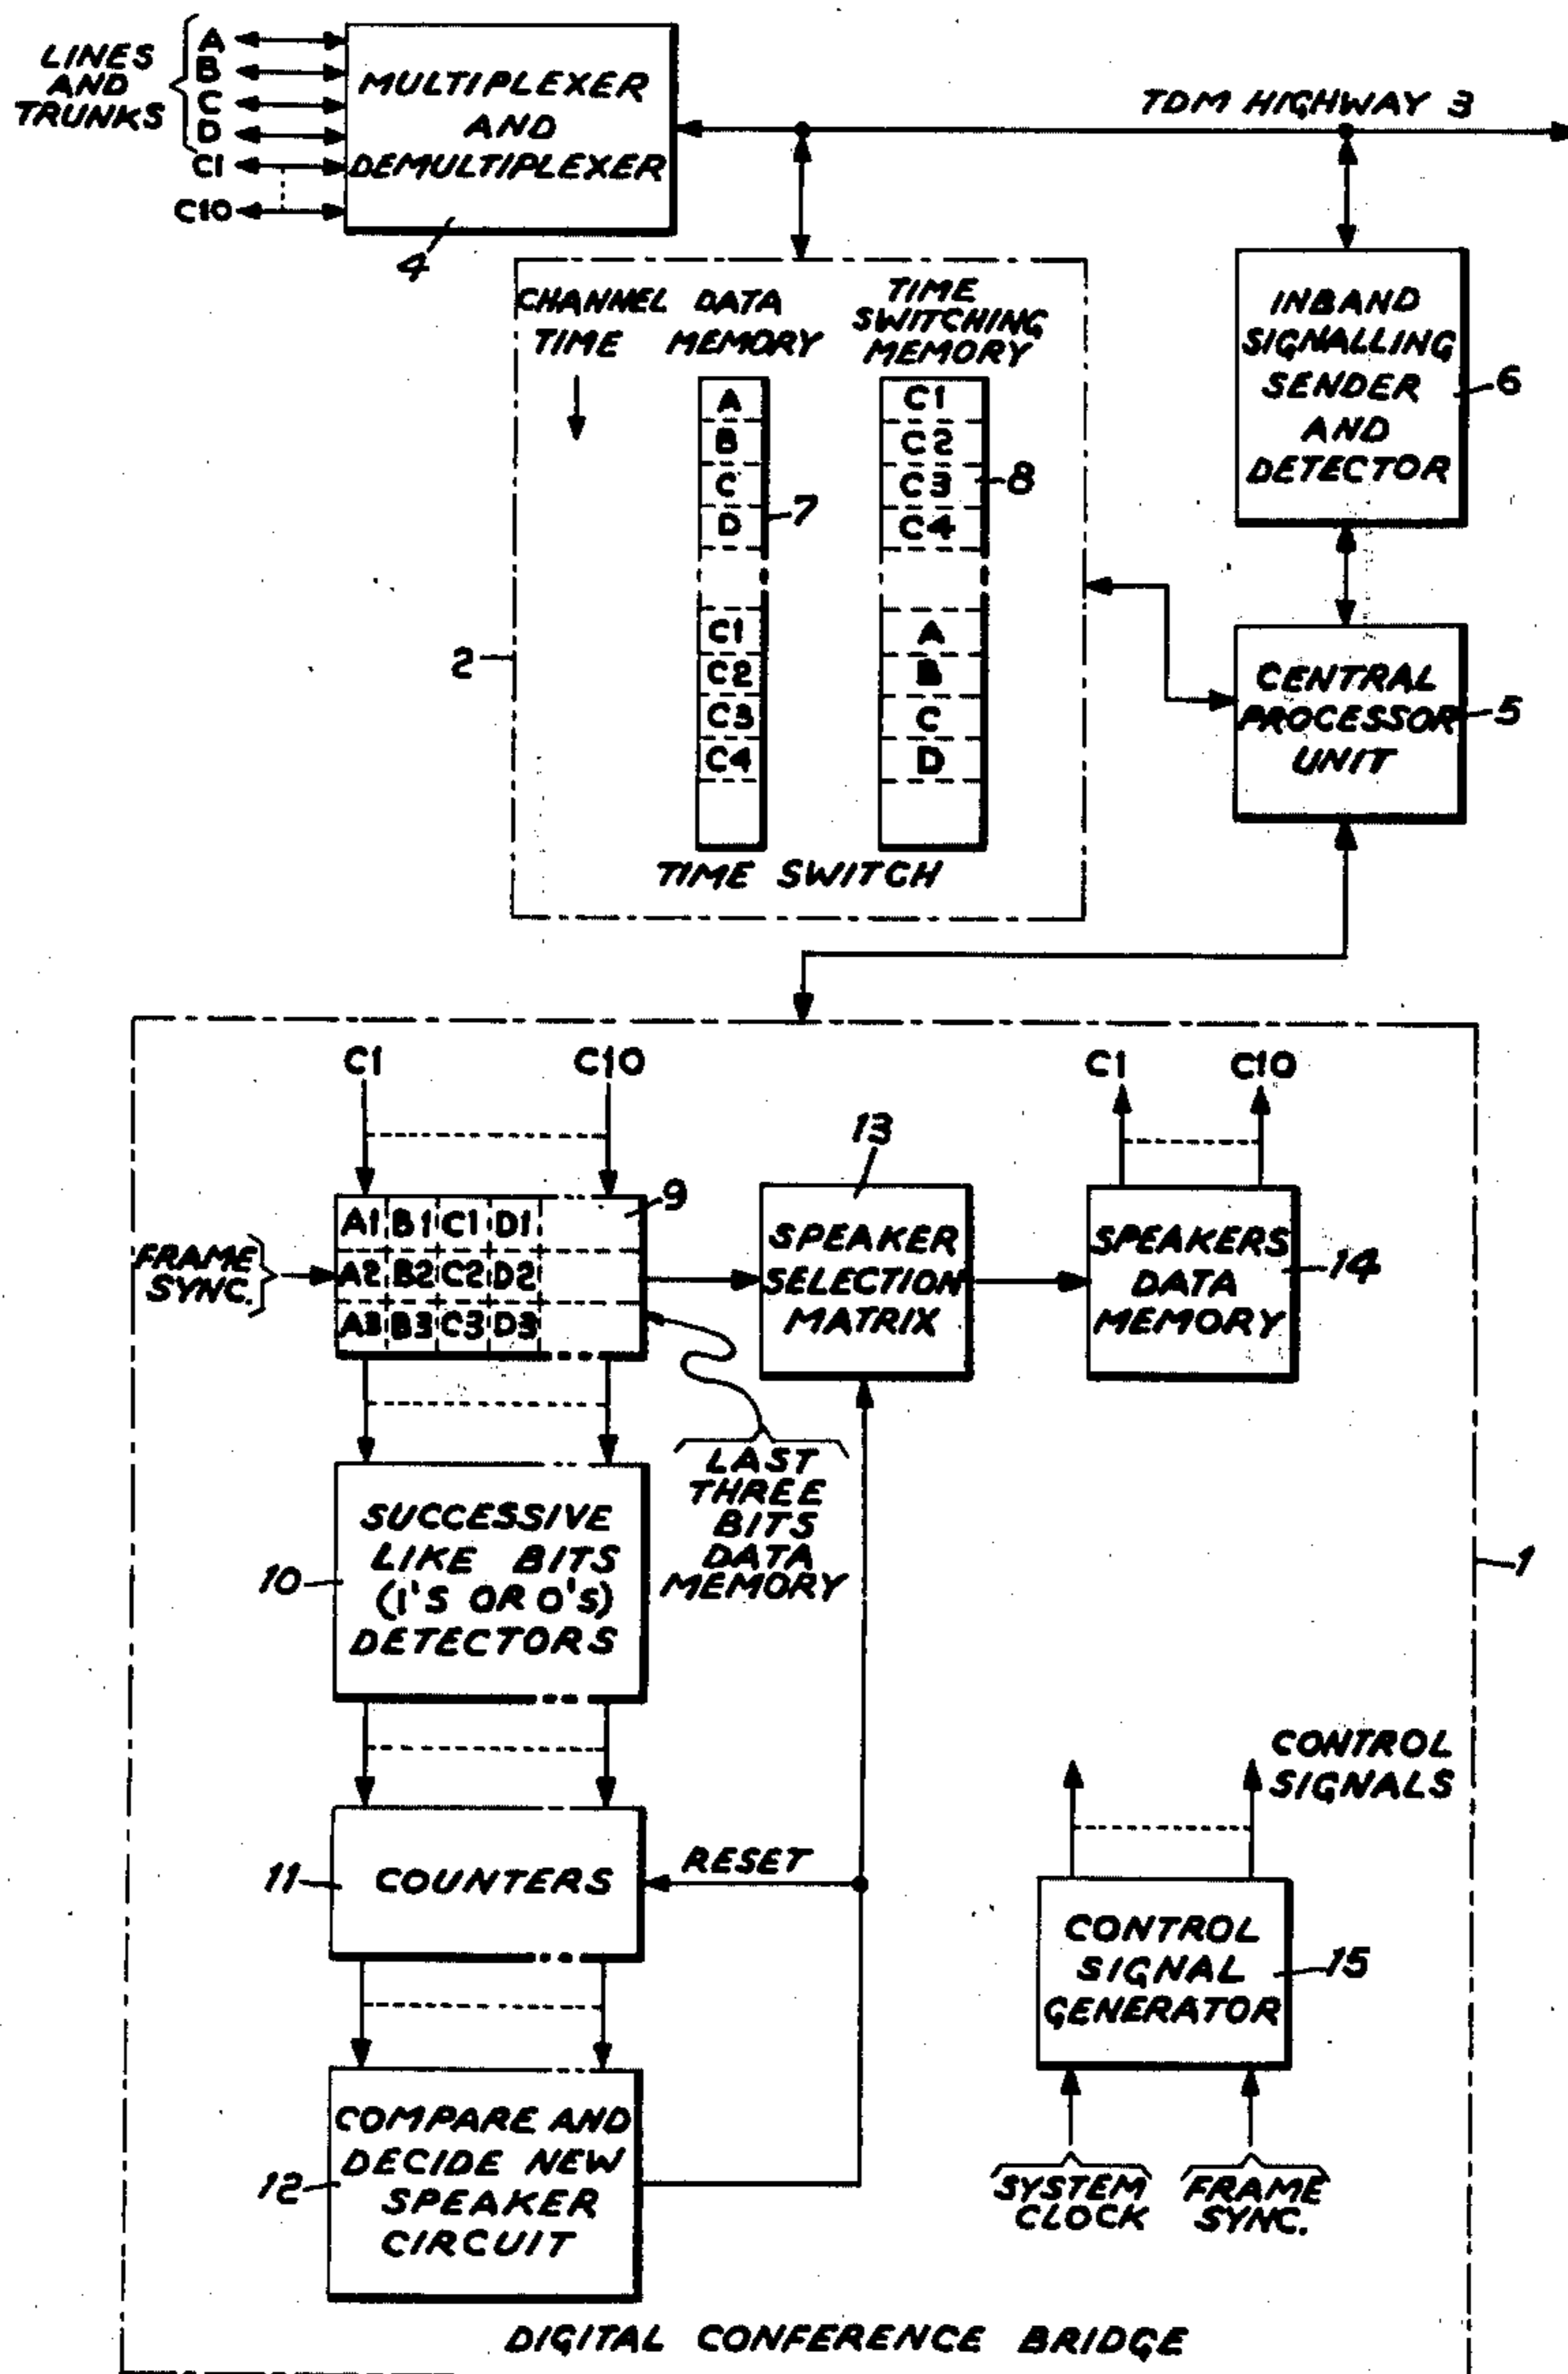 LINES
AND
TRUNKS
A
B
C
D
C1
C10
MULTIPLEXER
AND
DEMULTIPLEXER
4
TDM HIGHWAY 3
CHANNEL
TIME
DATA
MEMORY
TIME
SWITCHING
MEMORY
A
B
C
D
7
C1
C2
C3
C4
C1
C2
C3
C4
8
A
B
C
D
2
TIME SWITCH
INBAND
SIGNALLING
SENDER
AND
DETECTOR
6
CENTRAL
PROCESSOR
UNIT
5
C1
C10
A1 B1 C1 D1
A2 B2 C2 D2
A3 B3 C3 D3
9
FRAME
SYNC.
13
SPEAKER
SELECTION
MATRIX
C1
C10
SPEAKERS
DATA
MEMORY
14
LAST
THREE
BITS
DATA
MEMORY
SUCCESSIVE
LIKE BITS
(1'S OR 0'S)
DETECTORS
10
1
COUNTERS
11
RESET
COMPARE AND
DECIDE NEW
SPEAKER
CIRCUIT
12
CONTROL
SIGNALS
CONTROL
SIGNAL
GENERATOR
15
SYSTEM
CLOCK
FRAME
SYNC.
DIGITAL CONFERENCE BRIDGE